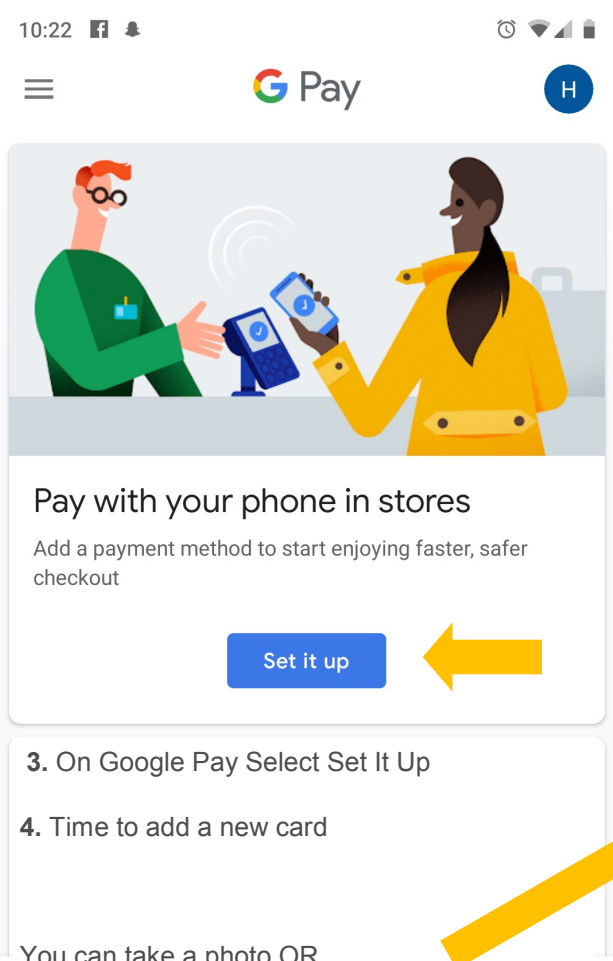 10:22
G Pay
H
Pay with your phone in stores
Add a payment method to start enjoying faster, safer
checkout
Set it up
3. On Google Pay Select Set It Up
4. Time to add a new card
You can take a photo OR